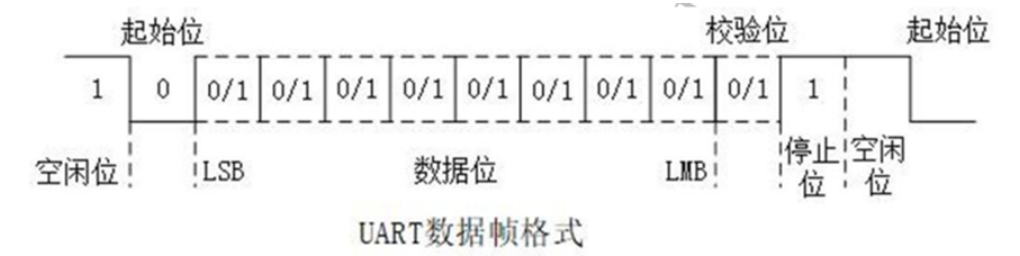 起始位 校验位 起始位
1 0 0/1 0/1 0/1 0/1 0/1 0/1 0/1 0/1 0/1 1
空闲位 LSB 数据位 LMB 停止位 空闲位
UART数据帧格式